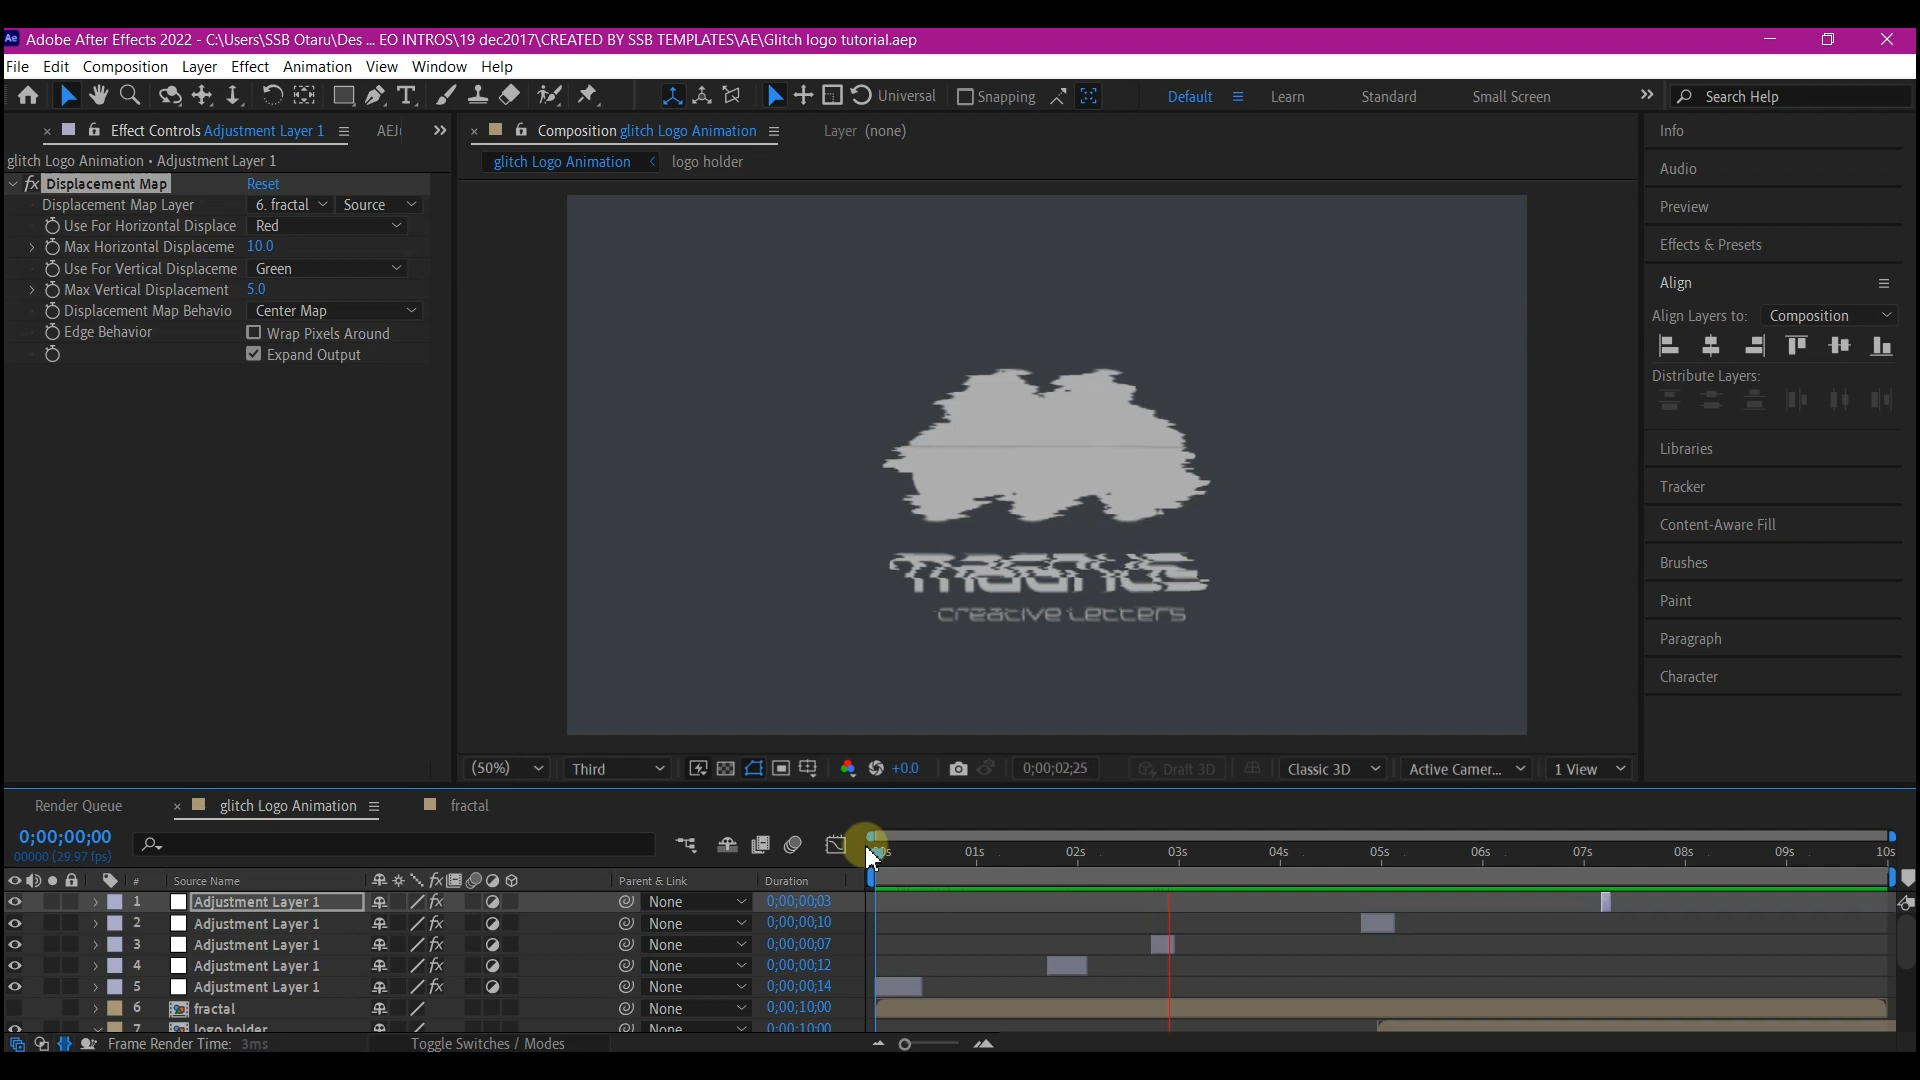 Ae Adobe After Effects 2022 - C:\Users\SSB Otaru\Des ... EO INTROS\19 dec2017\CREATED BY SSB TEMPLATES\AE\Glitch logo tutorial.aep
File Edit Composition Layer Effect Animation View Window Help
Universal Snapping Default Learn Standard Small Screen Search Help
Effect Controls Adjustment Layer 1 Composition glitch Logo Animation Layer (none) Info
glitch Logo Animation • Adjustment Layer 1 glitch Logo Animation logo holder
Audio
fx Displacement Map Reset
Displacement Map Layer 6. fractal Source Preview
Use For Horizontal Displace Red
Max Horizontal Displaceme 10.0 Effects & Presets
Use For Vertical Displaceme Green
Max Vertical Displacement 5.0 Align
Displacement Map Behavio Center Map Align Layers to: Composition
Edge Behavior Wrap Pixels Around
Expand Output
Distribute Layers:
Libraries
Tracker
Content-Aware Fill
Brushes
Paint
creative Letters
Paragraph
Character
(50%) Third +0.0 0;00;02;25 Draft 3D Classic 3D Active Camer... 1 View
Render Queue glitch Logo Animation fractal
0;00;00;00
00000 (29.97 fps) 01s 02s 03s 04s 05s 06s 07s 08s 09s 10s
# Source Name fx Parent & Link Duration
1 Adjustment Layer 1 fx None 0;00;00;03
2 Adjustment Layer 1 fx None 0;00;00;10
3 Adjustment Layer 1 fx None 0;00;00;07
4 Adjustment Layer 1 fx None 0;00;00;12
5 Adjustment Layer 1 fx None 0;00;00;14
6 fractal None 0;00;10;00
7 logo holder None 0;00;10;00
Frame Render Time: 3ms Toggle Switches / Modes